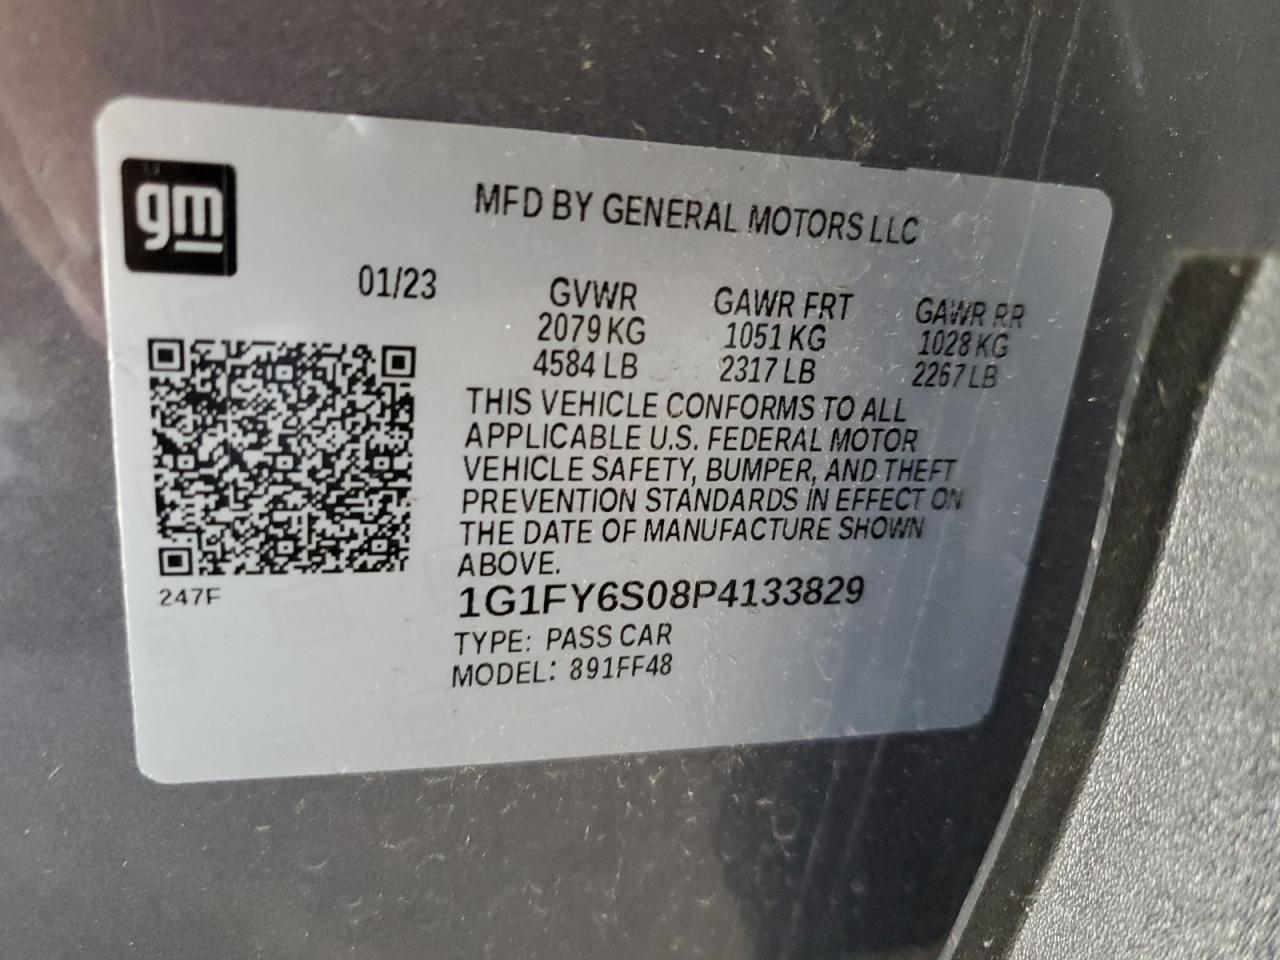 gm
MFD BY GENERAL MOTORS LLC
01/23
GVWR GAWR FRT GAWR RR
2079 KG 1051 KG 1028 KG
4584 LB 2317 LB 2267 LB
THIS VEHICLE CONFORMS TO ALL
APPLICABLE U.S. FEDERAL MOTOR
VEHICLE SAFETY, BUMPER, AND THEFT
PREVENTION STANDARDS IN EFFECT ON
THE DATE OF MANUFACTURE SHOWN
ABOVE.
247F
1G1FY6S08P4133829
TYPE: PASS CAR
MODEL: 891FF48